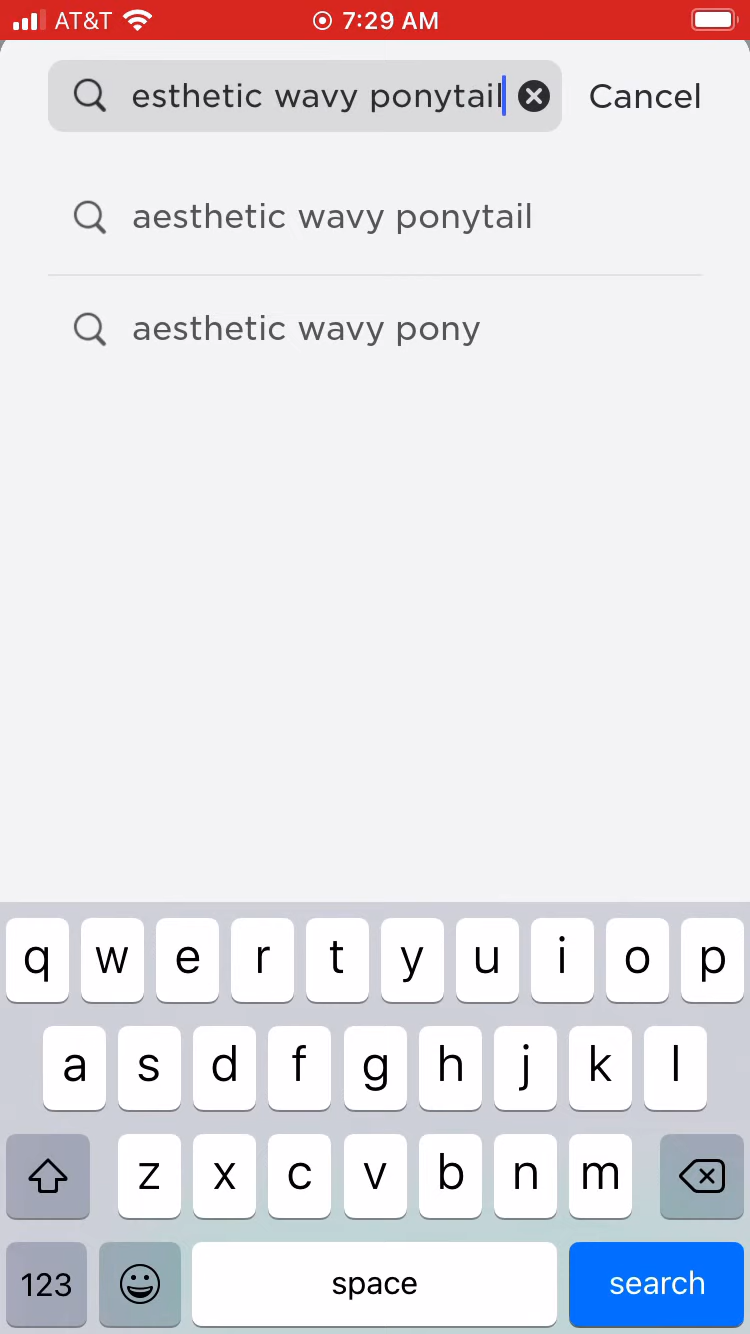 AT&T 7:29 AM
esthetic wavy ponytail Cancel
aesthetic wavy ponytail
aesthetic wavy pony
q w e r t y u i o p
a s d f g h j k l
z x c v b n m
123 space search